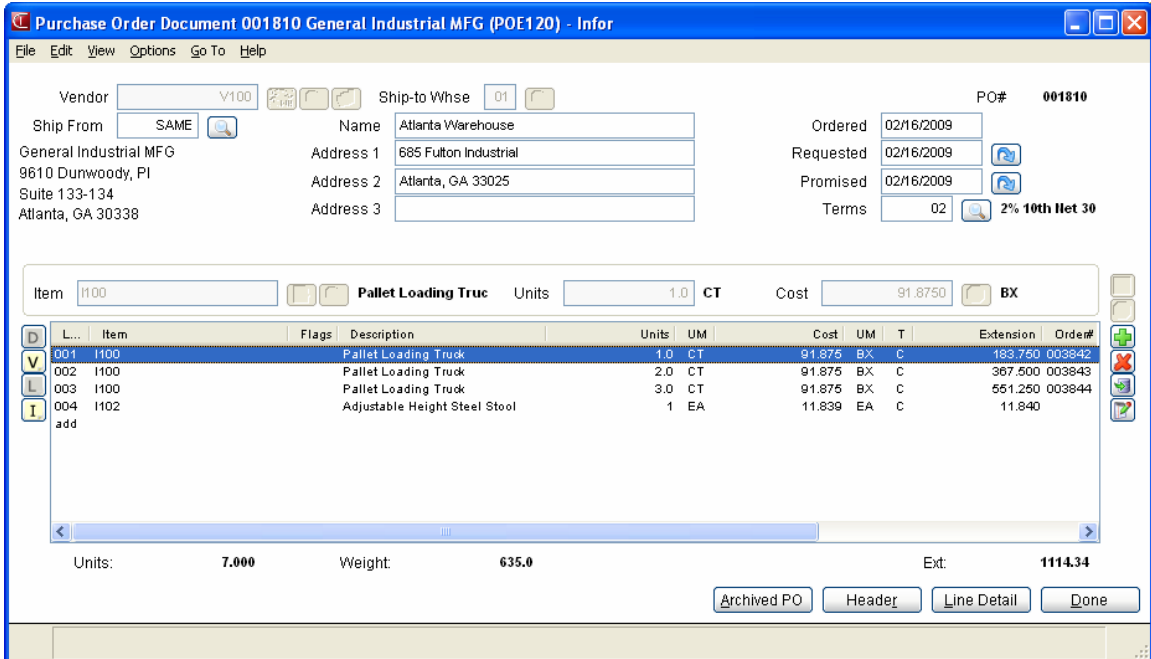 Purchase Order Document 001810 General Industrial MFG (POE120) - Infor
File Edit View Options Go To Help
Vendor V100 Ship-to Whse 01 PO# 001810
Ship From SAME Name Atlanta Warehouse Ordered 02/16/2009
General Industrial MFG Address 1 685 Fulton Industrial Requested 02/16/2009
9610 Dunwoody, Pl Address 2 Atlanta, GA 33025 Promised 02/16/2009
Suite 133-134
Atlanta, GA 30338 Address 3 Terms 02 2% 10th Net 30
Item I100 Pallet Loading Truc Units 1.0 CT Cost 91.8750 BX
D L... Item Flags Description Units UM Cost UM T Extension Order#
001 I100 Pallet Loading Truck 1.0 CT 91.875 BX C 183.750 003842
V 002 I100 Pallet Loading Truck 2.0 CT 91.875 BX C 367.500 003843
L 003 I100 Pallet Loading Truck 3.0 CT 91.875 BX C 551.250 003844
I 004 I102 Adjustable Height Steel Stool 1 EA 11.839 EA C 11.840
add
Units: 7.000 Weight: 635.0 Ext: 1114.34
Archived PO Header Line Detail Done